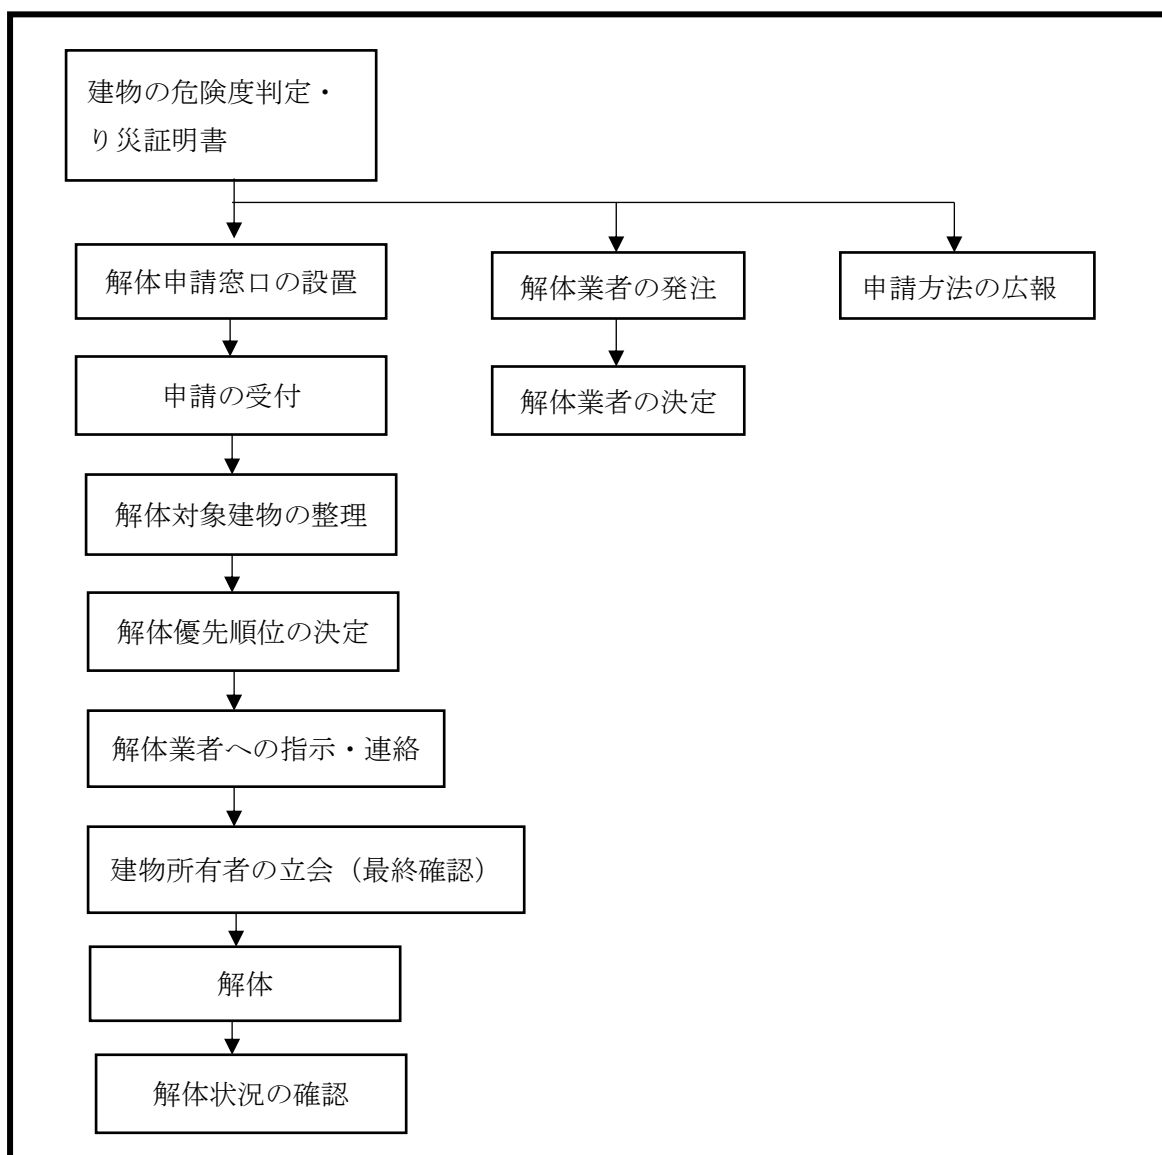 建物の危険度判定・
り災証明書
解体申請窓口の設置
解体業者の発注
申請方法の広報
申請の受付
解体業者の決定
解体対象建物の整理
解体優先順位の決定
解体業者への指示・連絡
建物所有者の立会（最終確認）
解体
解体状況の確認